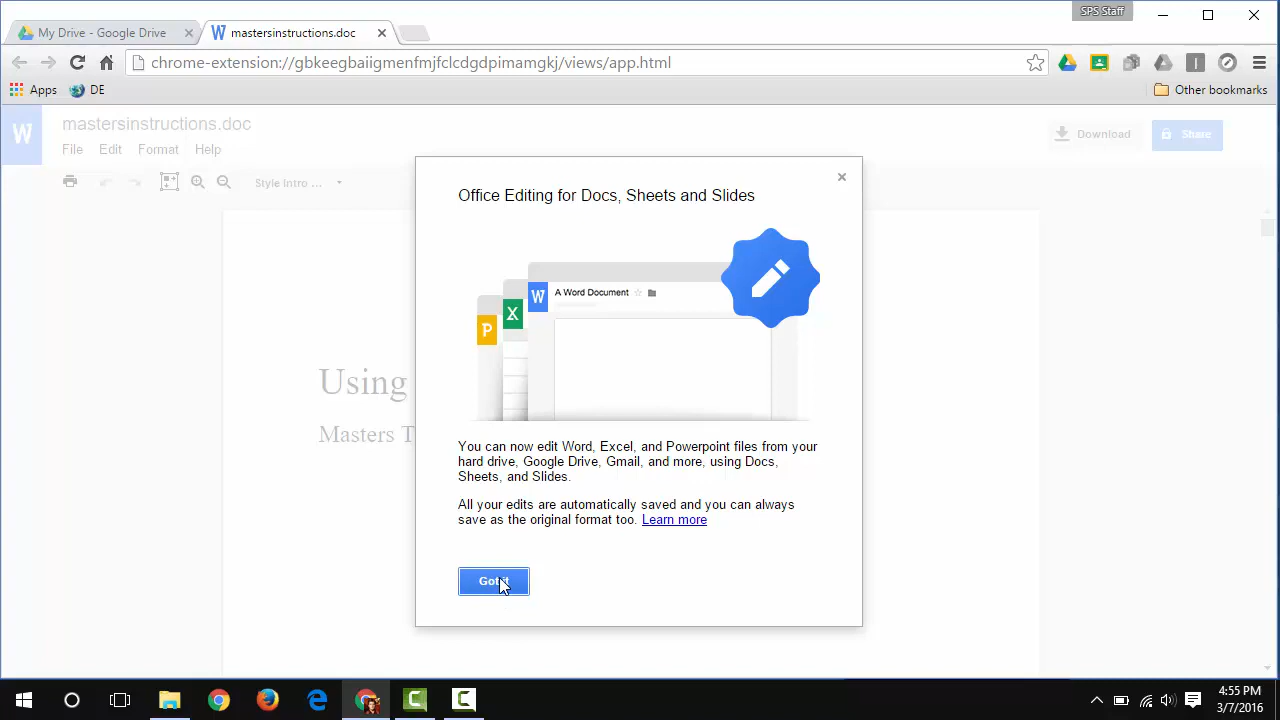 SPS Staff
My Drive - Google Drive
W mastersinstructions.doc
chrome-extension://gbkeegbaiigmenfmjfclcdgdpimamgkj/views/app.html
Apps
DE
Other bookmarks
W
mastersinstructions.doc
File Edit Format Help
Download
Share
Style Intro ...
Office Editing for Docs, Sheets and Slides
W
A Word Document
X
P
Using
Masters T
You can now edit Word, Excel, and Powerpoint files from your
hard drive, Google Drive, Gmail, and more, using Docs,
Sheets, and Slides.
All your edits are automatically saved and you can always
save as the original format too. Learn more
Got it
4:55 PM
3/7/2016